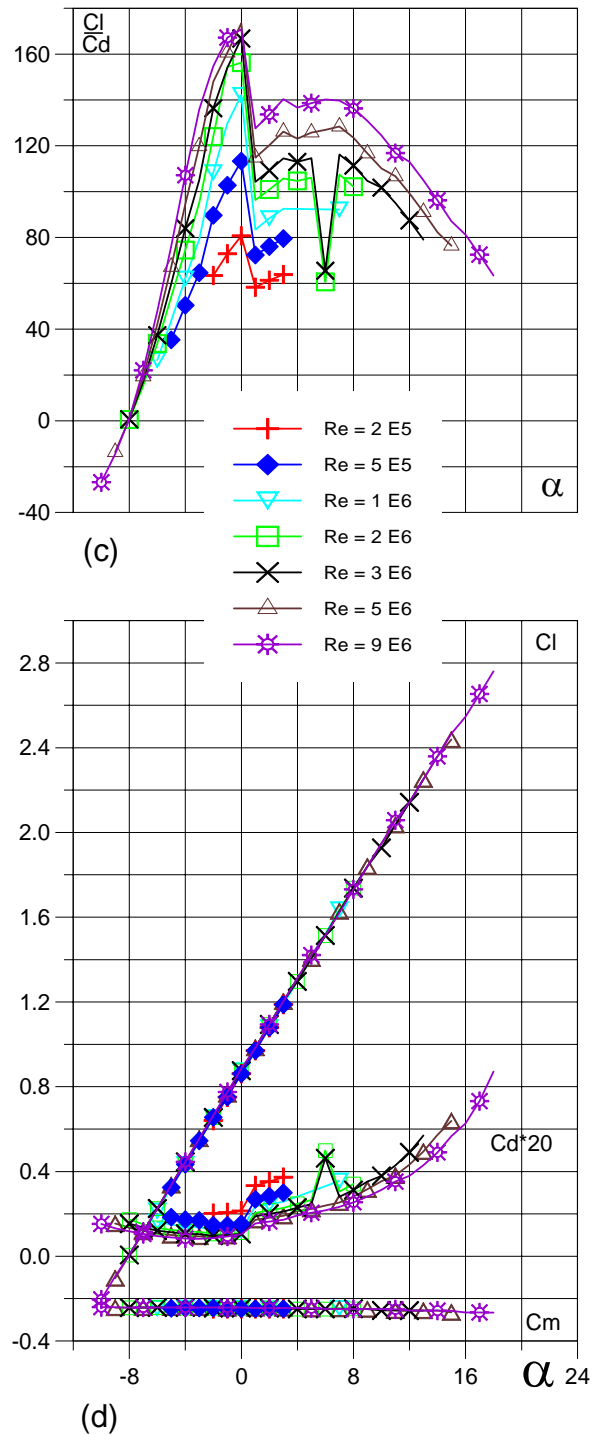 Cl
Cd
160
120
80
40
0
-40
α
(c)
Re = 2 E5
Re = 5 E5
Re = 1 E6
Re = 2 E6
Re = 3 E6
Re = 5 E6
Re = 9 E6
Cl
2.8
2.4
2.0
1.6
1.2
0.8
Cd*20
0.4
0.0
Cm
-0.4
-8 0 8 16 24
α
(d)